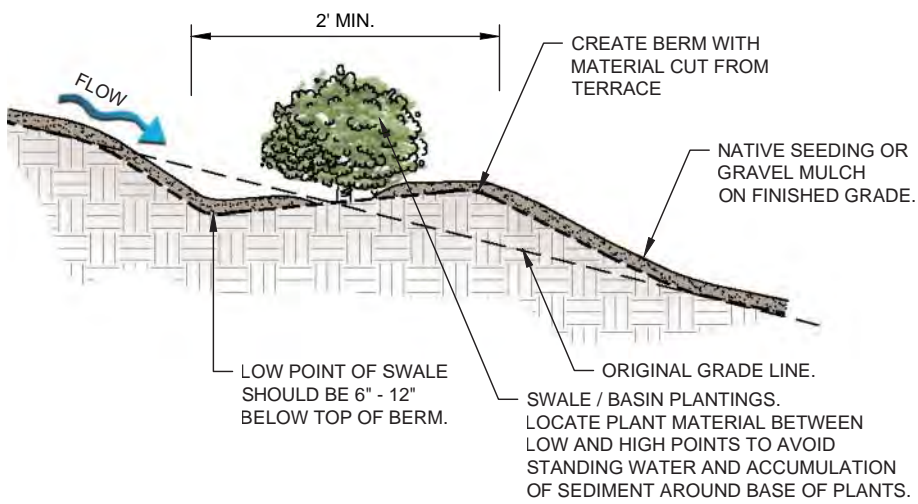 2' MIN.
FLOW
CREATE BERM WITH
MATERIAL CUT FROM
TERRACE
NATIVE SEEDING OR
GRAVEL MULCH
ON FINISHED GRADE.
LOW POINT OF SWALE
SHOULD BE 6" - 12"
BELOW TOP OF BERM.
ORIGINAL GRADE LINE.
SWALE / BASIN PLANTINGS.
LOCATE PLANT MATERIAL BETWEEN
LOW AND HIGH POINTS TO AVOID
STANDING WATER AND ACCUMULATION
OF SEDIMENT AROUND BASE OF PLANTS.